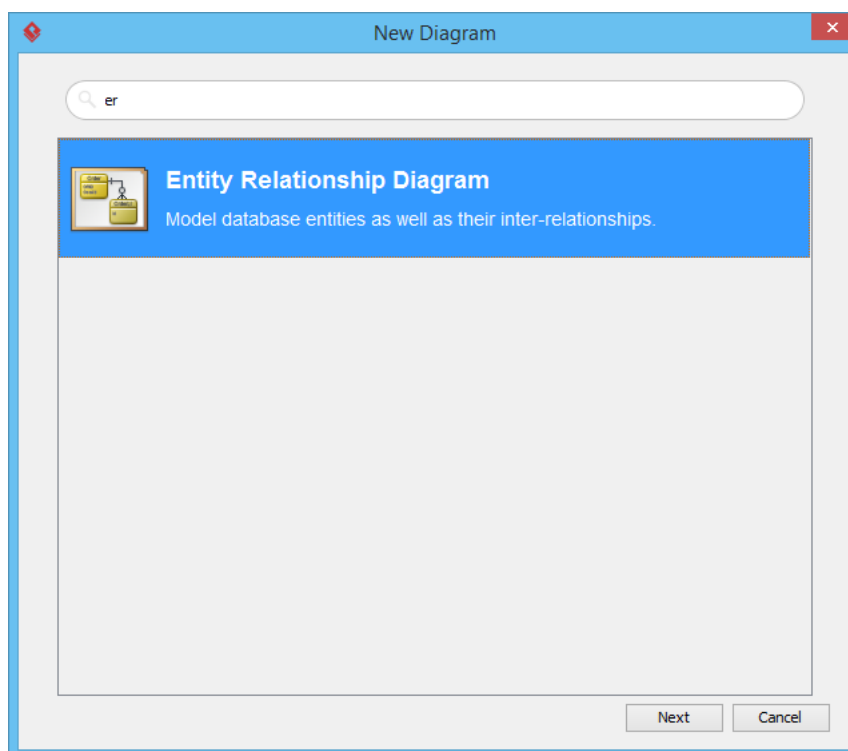 New Diagram
er
Entity Relationship Diagram
Model database entities as well as their inter-relationships.
Next
Cancel